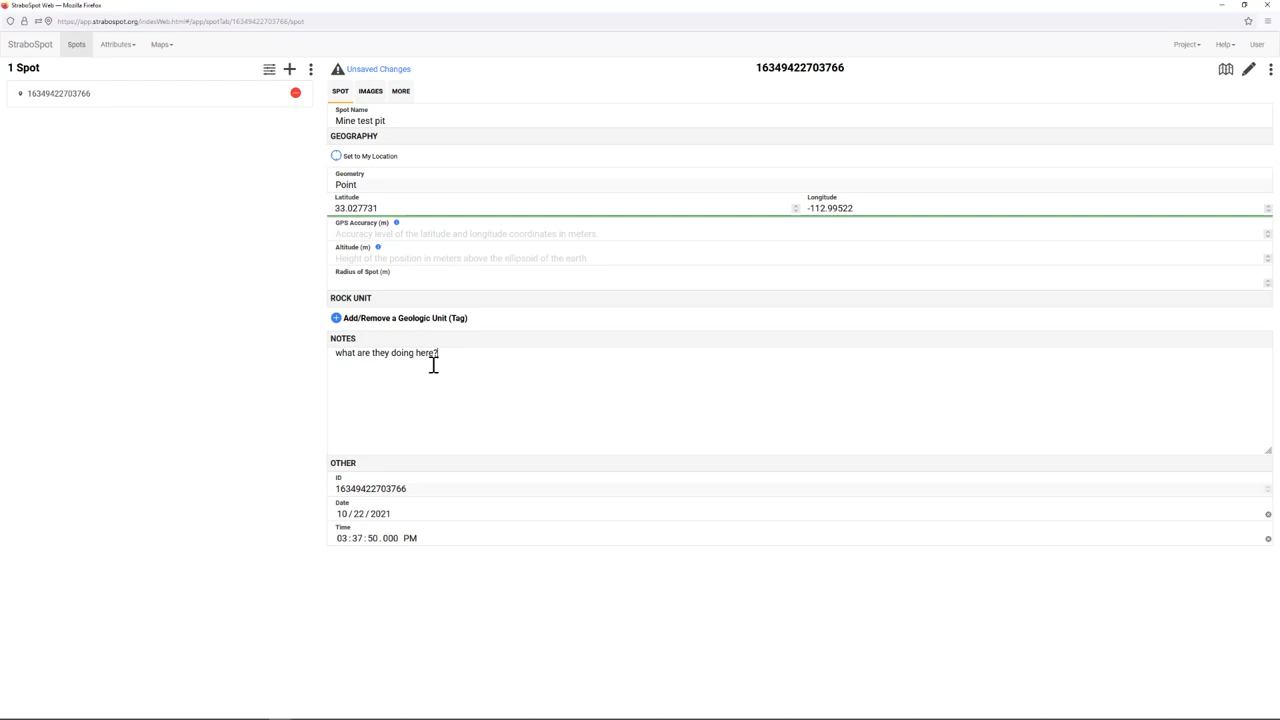 StraboSpot Web — Mozilla Firefox
https://app.strabospot.org/indexWeb.html#/app/spotTab/16349422703766/spot
StraboSpot Spots Attributes Maps Project Help User
1 Spot
16349422703766
Unsaved Changes
16349422703766
SPOT IMAGES MORE
Spot Name
Mine test pit
GEOGRAPHY
Set to My Location
Geometry
Point
Latitude Longitude
33.027731 -112.99522
GPS Accuracy (m)
Accuracy level of the latitude and longitude coordinates in meters.
Altitude (m)
Height of the position in meters above the ellipsoid of the earth
Radius of Spot (m)
ROCK UNIT
Add/Remove a Geologic Unit (Tag)
NOTES
what are they doing here?
OTHER
ID
16349422703766
Date
10/22/2021
Time
03:37:50.000 PM